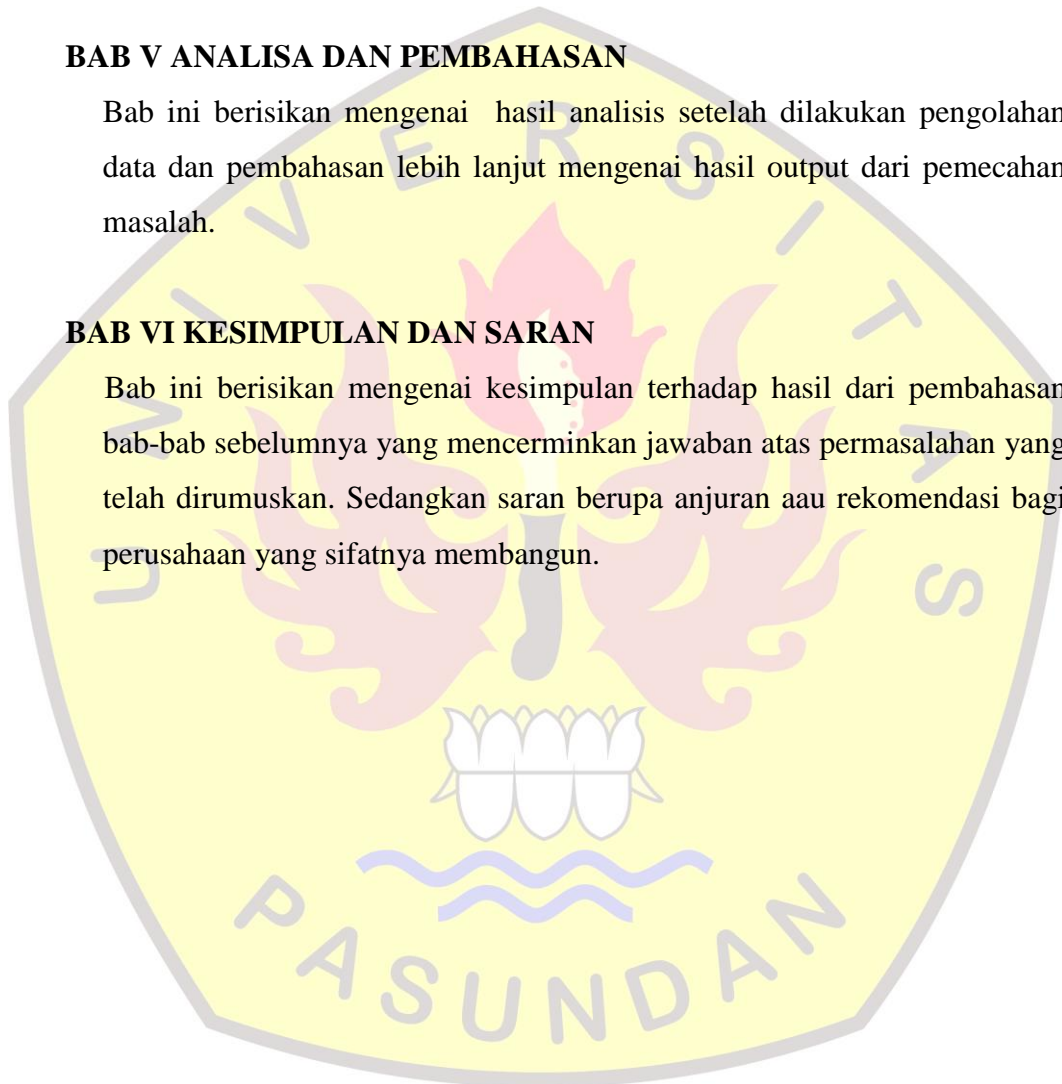 BAB V ANALISA DAN PEMBAHASAN
Bab ini berisikan mengenai  hasil analisis setelah dilakukan pengolahan
data dan pembahasan lebih lanjut mengenai hasil output dari pemecahan
masalah.
BAB VI KESIMPULAN DAN SARAN
Bab ini berisikan mengenai kesimpulan terhadap hasil dari pembahasan
bab-bab sebelumnya yang mencerminkan jawaban atas permasalahan yang
telah dirumuskan. Sedangkan saran berupa anjuran aau rekomendasi bagi
perusahaan yang sifatnya membangun.
UNIVERSITAS
PASUNDAN